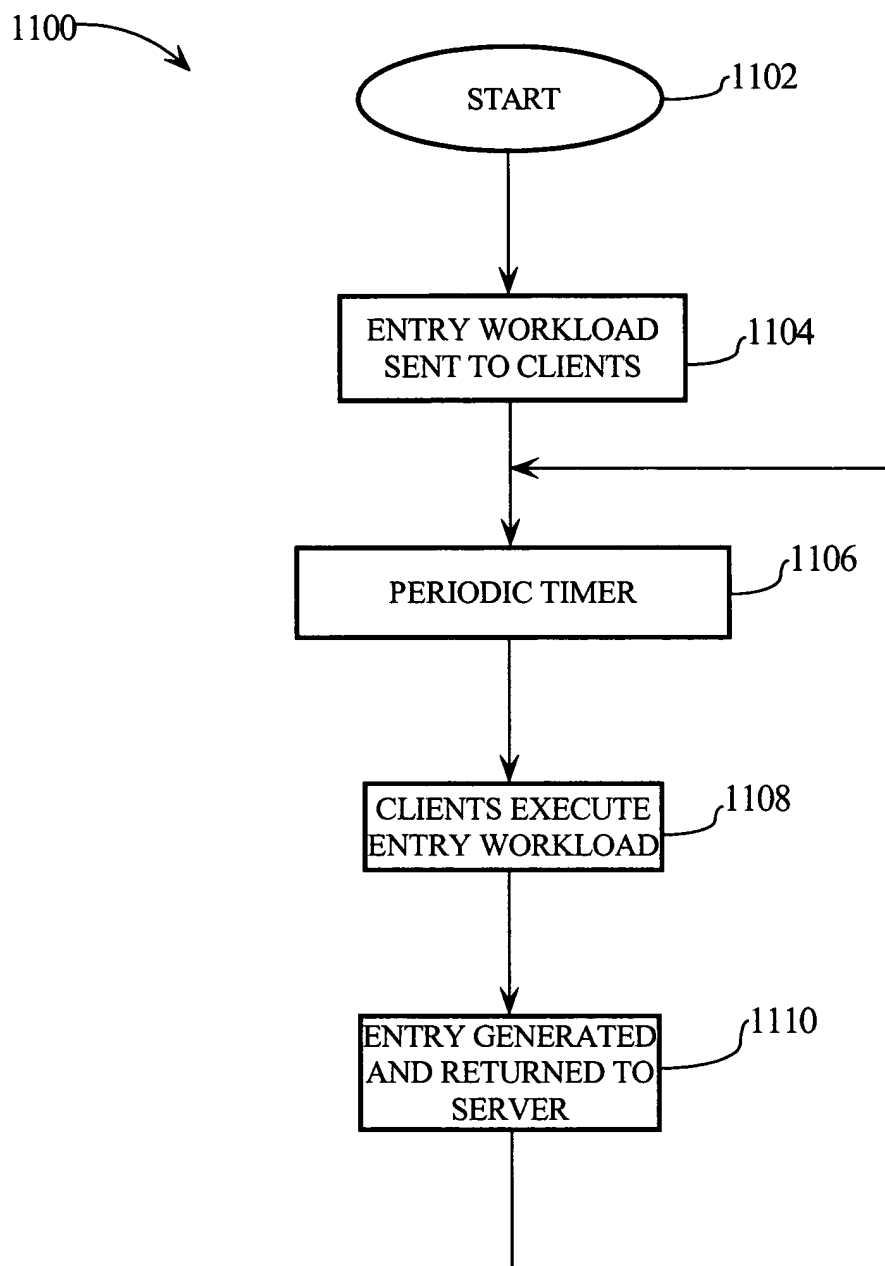 1100
START
1102
ENTRY WORKLOAD
SENT TO CLIENTS
1104
PERIODIC TIMER
1106
CLIENTS EXECUTE
ENTRY WORKLOAD
1108
ENTRY GENERATED
AND RETURNED TO
SERVER
1110